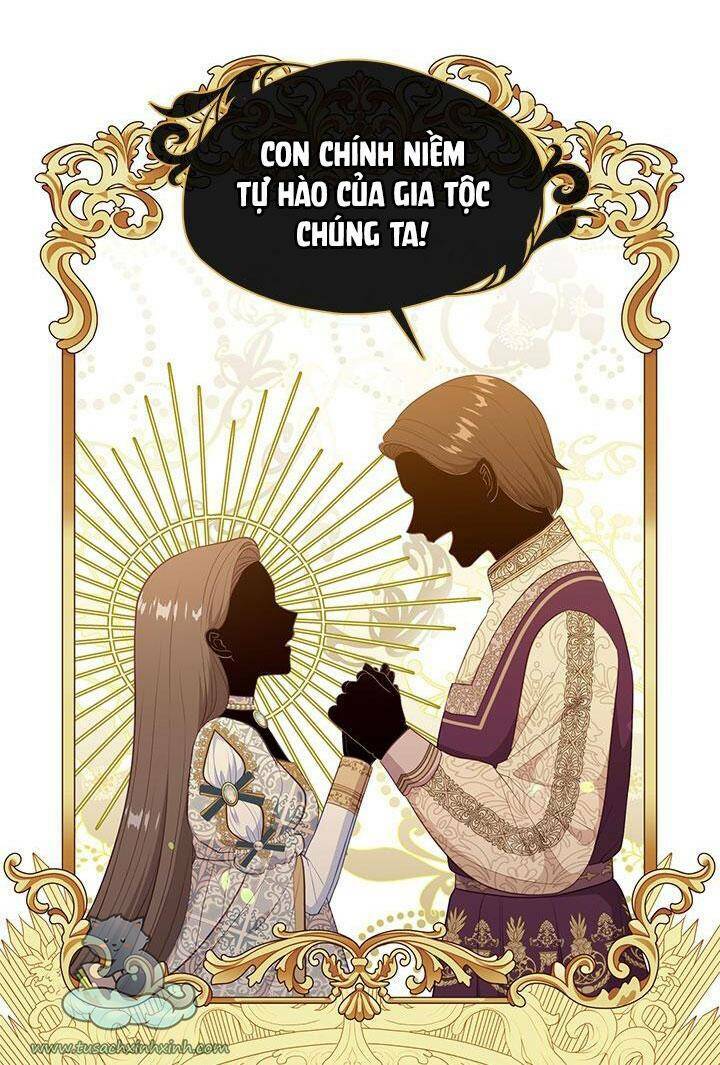 CON CHÍNH NIỀM
TỰ HÀO CỦA GIA TỘC
CHÚNG TA!
www.tusachxinhxinh.com